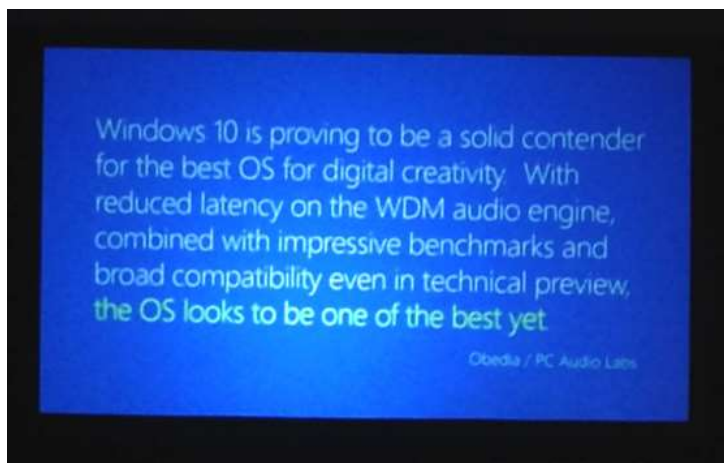 Windows 10 is proving to be a solid contender
for the best OS for digital creativity. With
reduced latency on the WDM audio engine,
combined with impressive benchmarks and
broad compatibility even in technical preview,
the OS looks to be one of the best yet
Obedia / PC Audio Labs